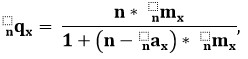 ₙqₓ = n * ₙmₓ / 1 + (n − ₙaₓ) * ₙmₓ,